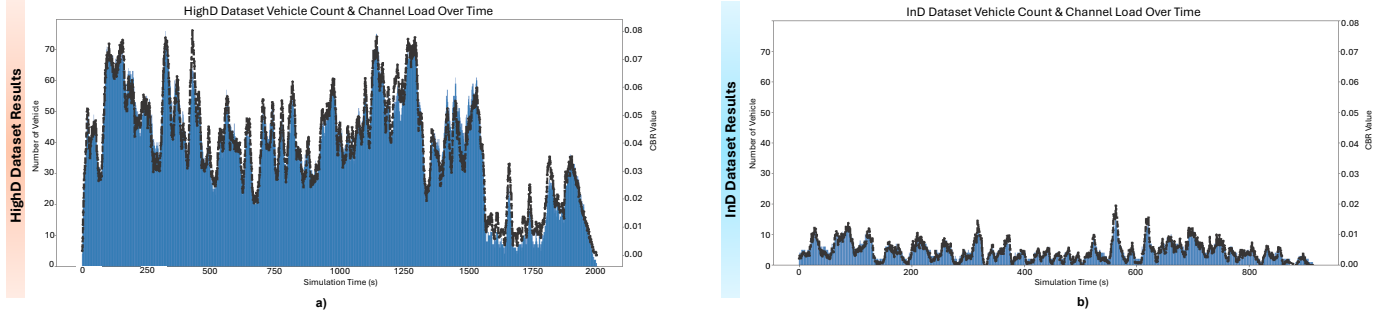 HighD Dataset Results
HighD Dataset Vehicle Count & Channel Load Over Time
Number of Vehicle
70
60
50
40
30
20
10
0
0 250 500 750 1000 1250 1500 1750 2000
Simulation Time (s)
0.08
0.07
0.06
0.05
0.04
0.03
0.02
0.01
0.00
CBR Value
a)
InD Dataset Results
InD Dataset Vehicle Count & Channel Load Over Time
Number of Vehicle
70
60
50
40
30
20
10
0
0 200 400 600 800
Simulation Time (s)
0.08
0.07
0.06
0.05
0.04
0.03
0.02
0.01
0.00
CBR Value
b)